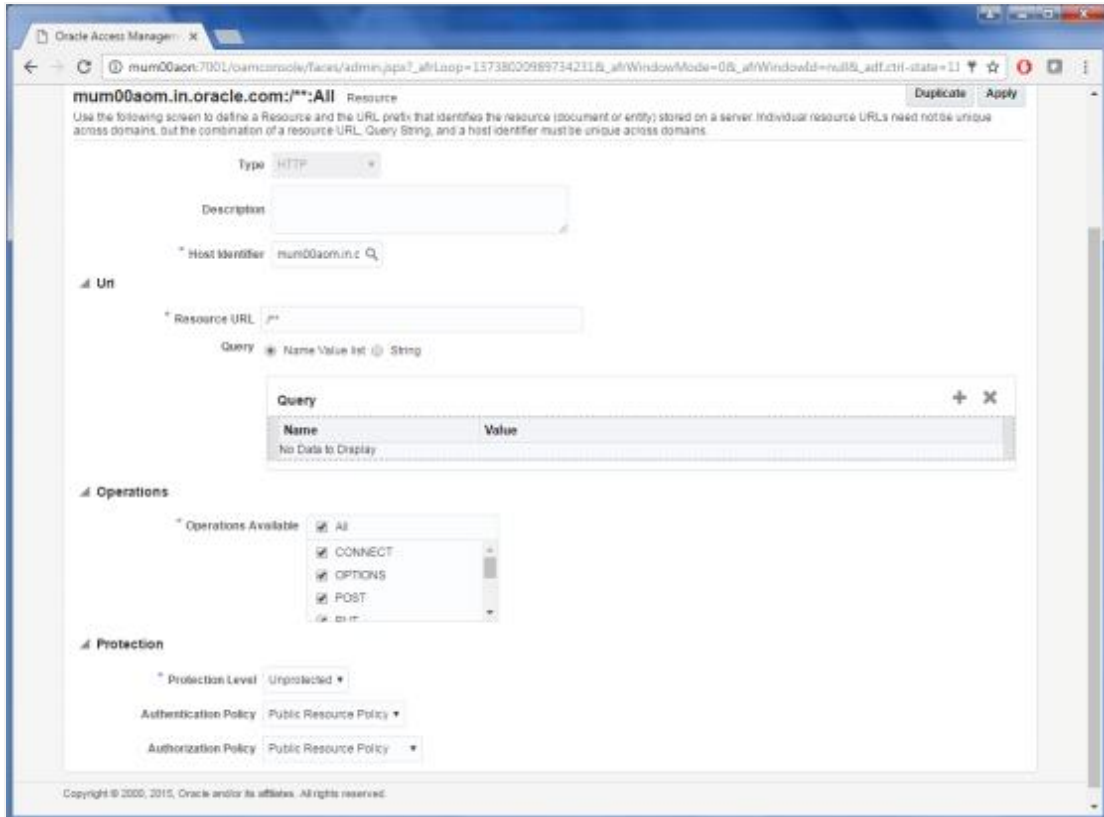 Oracle Access Managem
mum00aon:7001/oamconsole/faces/admin.jspx?_afrLoop=13738020989734231&_afrWindowMode=0&_afrWindowId=null&_adf.ctrl-state=11
mum00aom.in.oracle.com:/**:All Resource Duplicate Apply
Use the following screen to define a Resource and the URL prefix that identifies the resource (document or entity) stored on a server. Individual resource URLs need not be unique
across domains, but the combination of a resource URL, Query String, and a host identifier must be unique across domains.
Type HTTP
Description
* Host Identifier mum00aom.in.c
Uri
* Resource URL /**
Query Name Value list String
Query
Name Value
No Data to Display
Operations
* Operations Available All
CONNECT
OPTIONS
POST
PUT
Protection
* Protection Level Unprotected
Authentication Policy Public Resource Policy
Authorization Policy Public Resource Policy
Copyright © 2000, 2015, Oracle and/or its affiliates. All rights reserved.